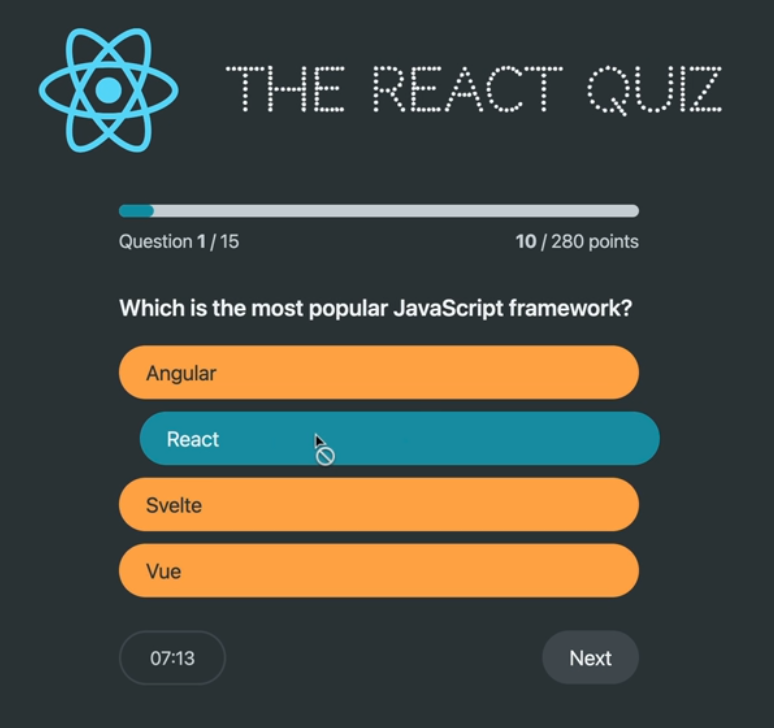 THE REACT QUIZ
Question 1 / 15
10 / 280 points
Which is the most popular JavaScript framework?
Angular
React
Svelte
Vue
07:13
Next